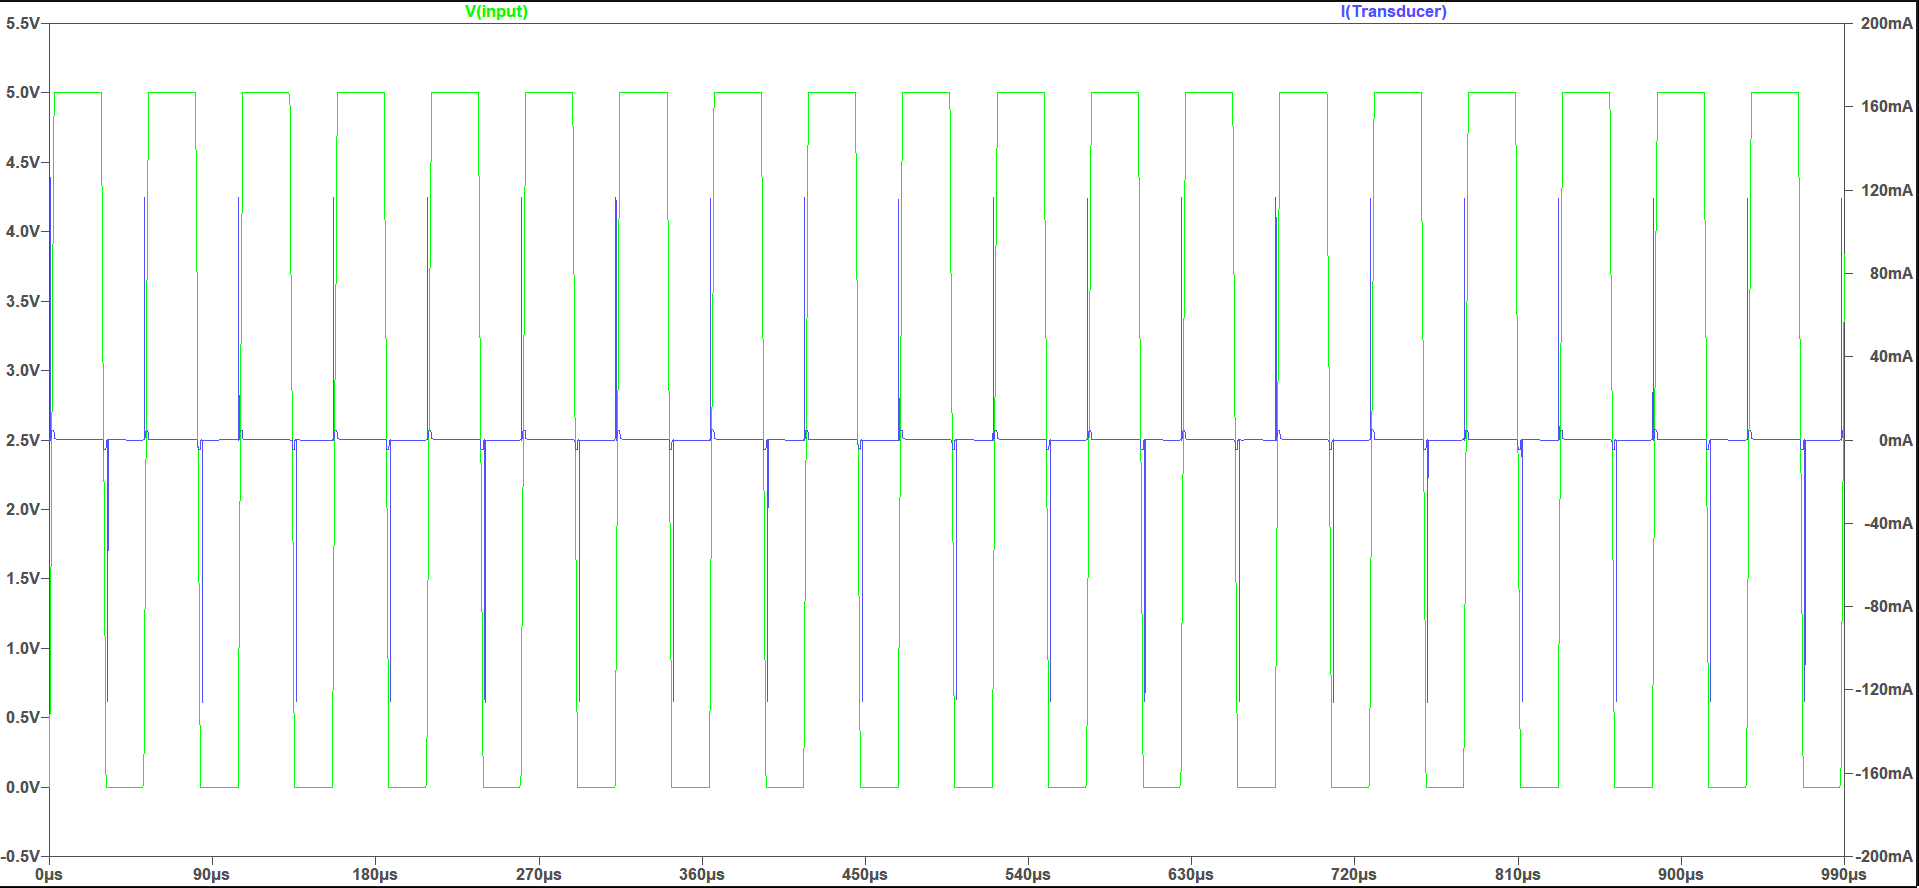 V(input) I(Transducer)
5.5V 200mA
5.0V 160mA
4.5V 120mA
4.0V
3.5V 80mA
3.0V 40mA
2.5V 0mA
2.0V -40mA
1.5V -80mA
1.0V -120mA
0.5V
0.0V -160mA
-0.5V -200mA
0µs 90µs 180µs 270µs 360µs 450µs 540µs 630µs 720µs 810µs 900µs 990µs